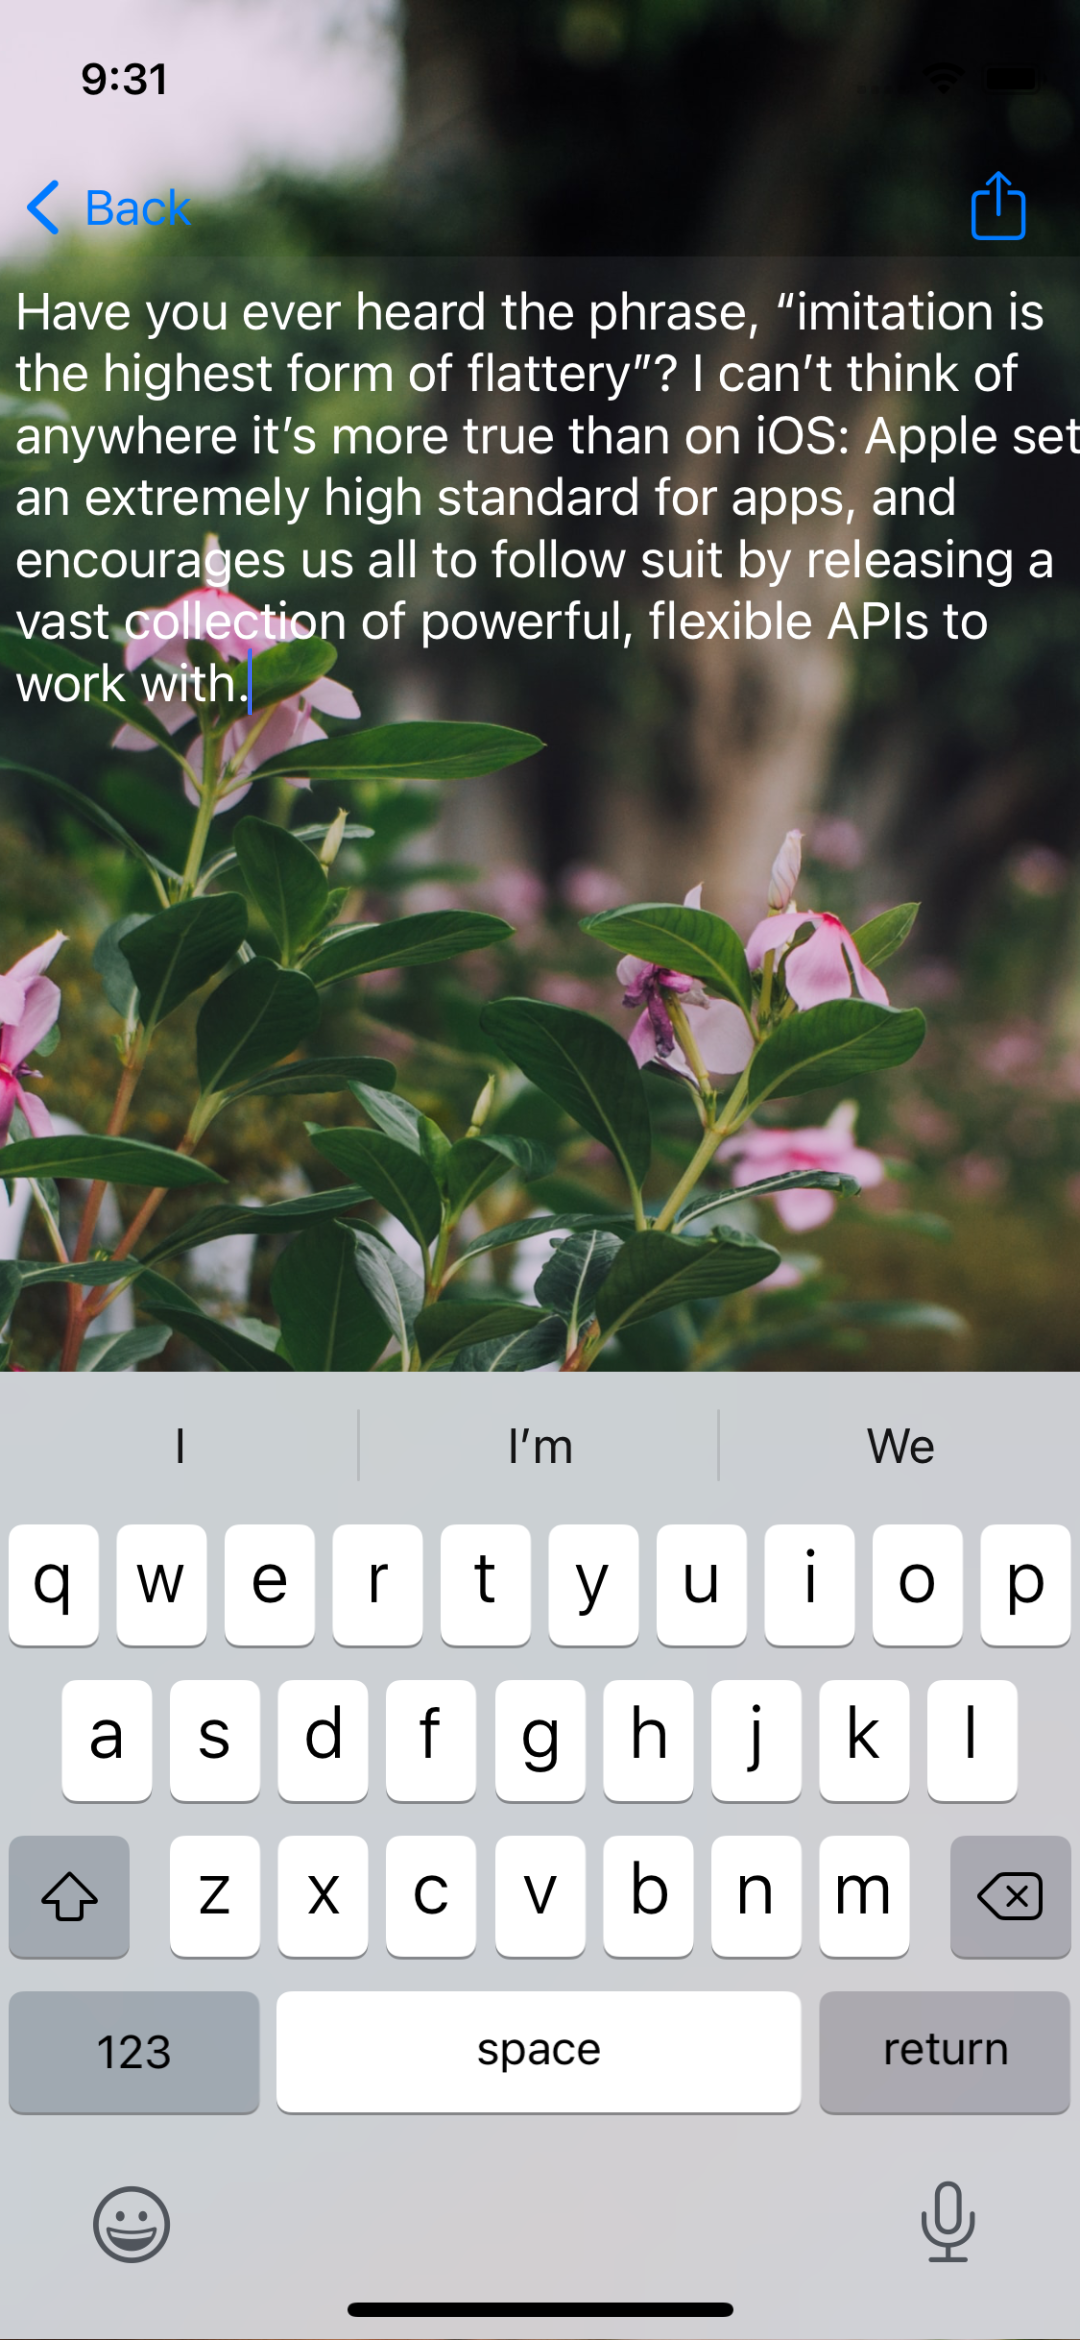 9:31
Back
Have you ever heard the phrase, “imitation is
the highest form of flattery”? I can’t think of
anywhere it’s more true than on iOS: Apple set
an extremely high standard for apps, and
encourages us all to follow suit by releasing a
vast collection of powerful, flexible APIs to
work with.
I I’m We
q w e r t y u i o p
a s d f g h j k l
z x c v b n m
123 space return